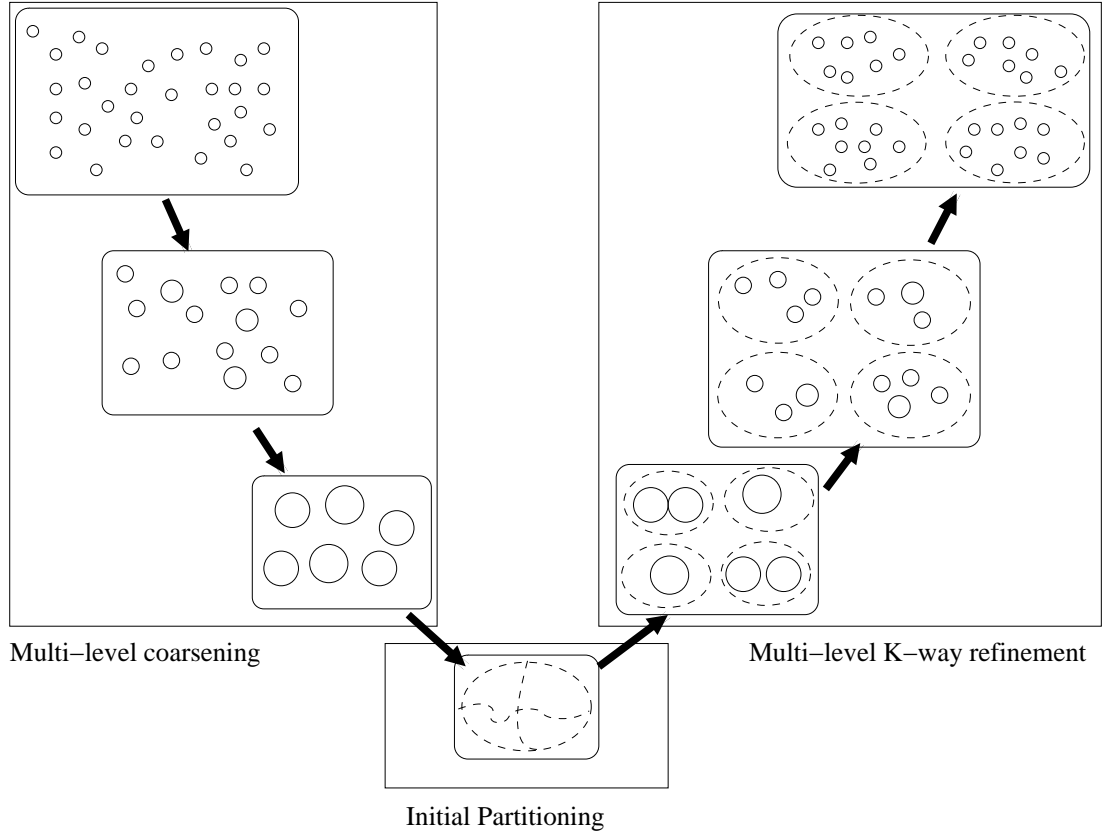 Multi−level coarsening
Multi−level K−way refinement
Initial Partitioning